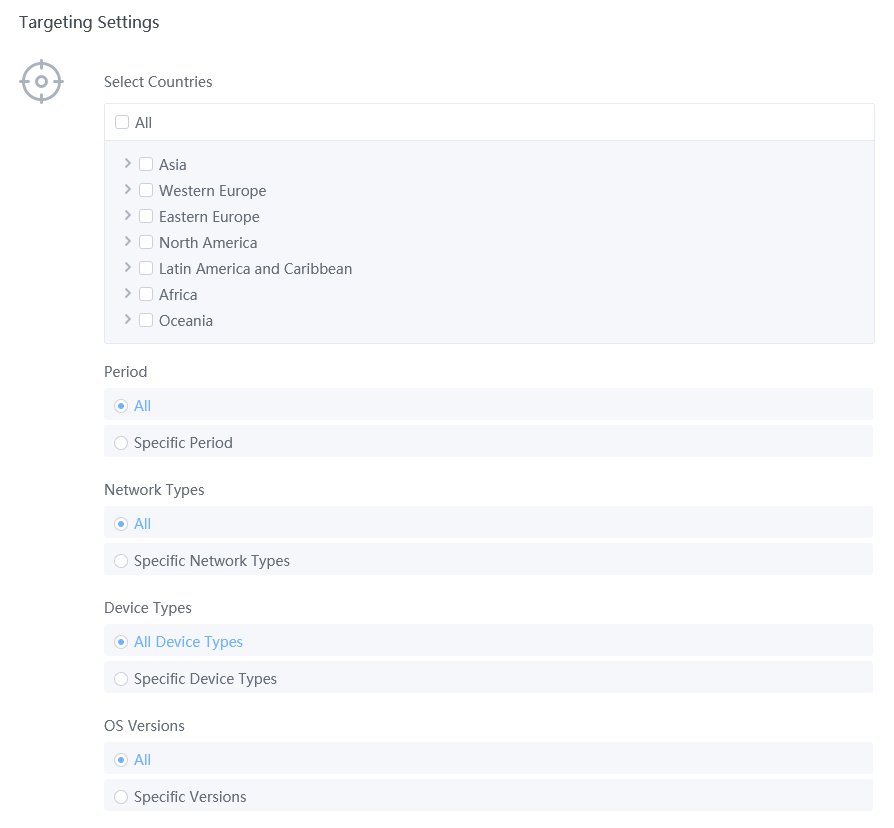 Targeting Settings
Select Countries
All
Asia
Western Europe
Eastern Europe
North America
Latin America and Caribbean
Africa
Oceania
Period
All
Specific Period
Network Types
All
Specific Network Types
Device Types
All Device Types
Specific Device Types
OS Versions
All
Specific Versions